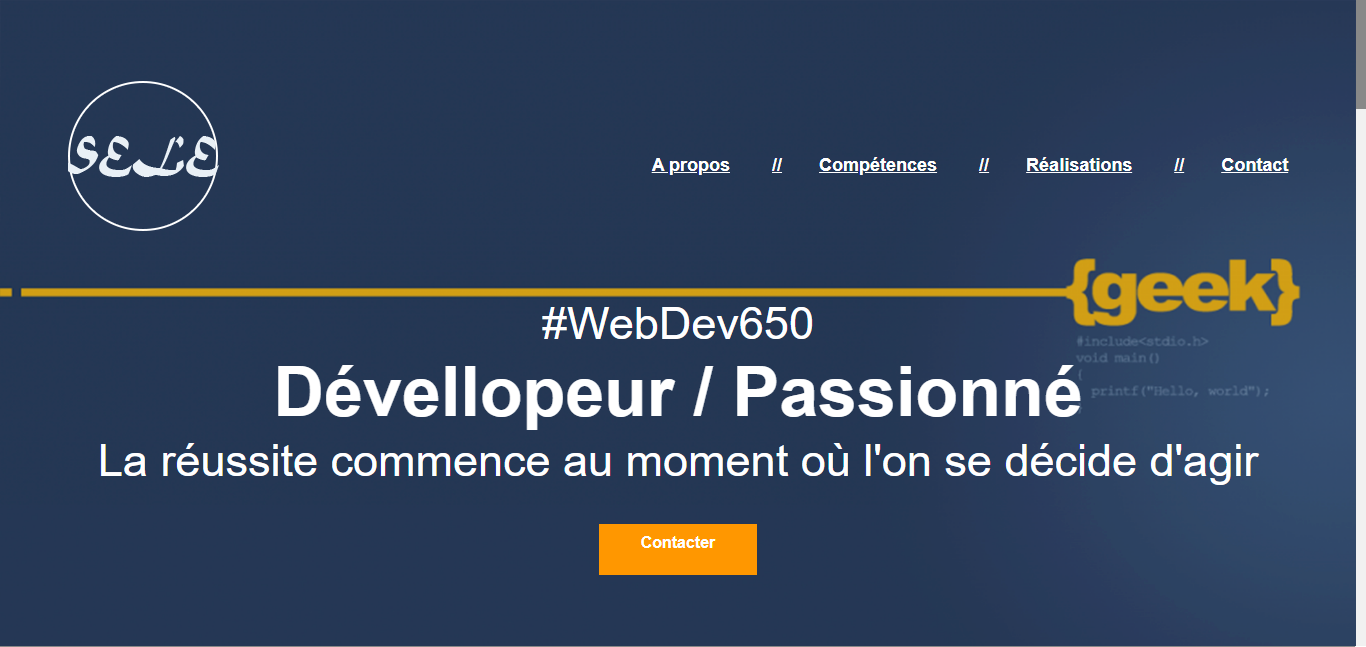 SELE
A propos // Compétences // Réalisations // Contact
{geek}
#WebDev650
#include<stdio.h>
void main()
{
printf("Hello, world");
}
Dévellopeur / Passionné
La réussite commence au moment où l'on se décide d'agir
Contacter